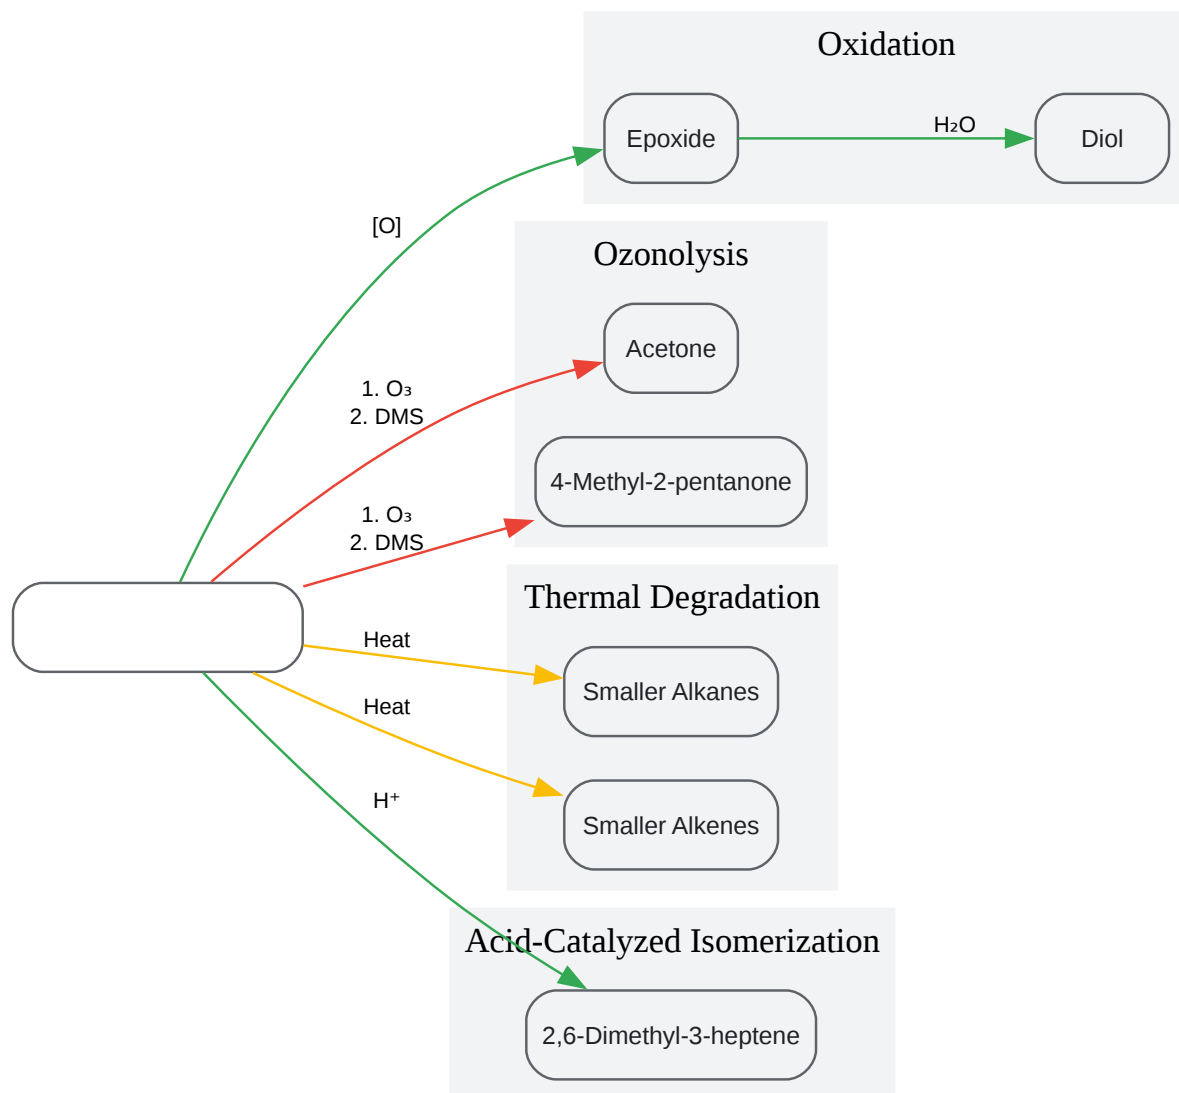 Oxidation
Epoxide
H₂O
Diol
[O]
Ozonolysis
Acetone
1. O₃
2. DMS
4-Methyl-2-pentanone
1. O₃
2. DMS
Thermal Degradation
Heat
Smaller Alkanes
Heat
Smaller Alkenes
H⁺
Acid-Catalyzed Isomerization
2,6-Dimethyl-3-heptene